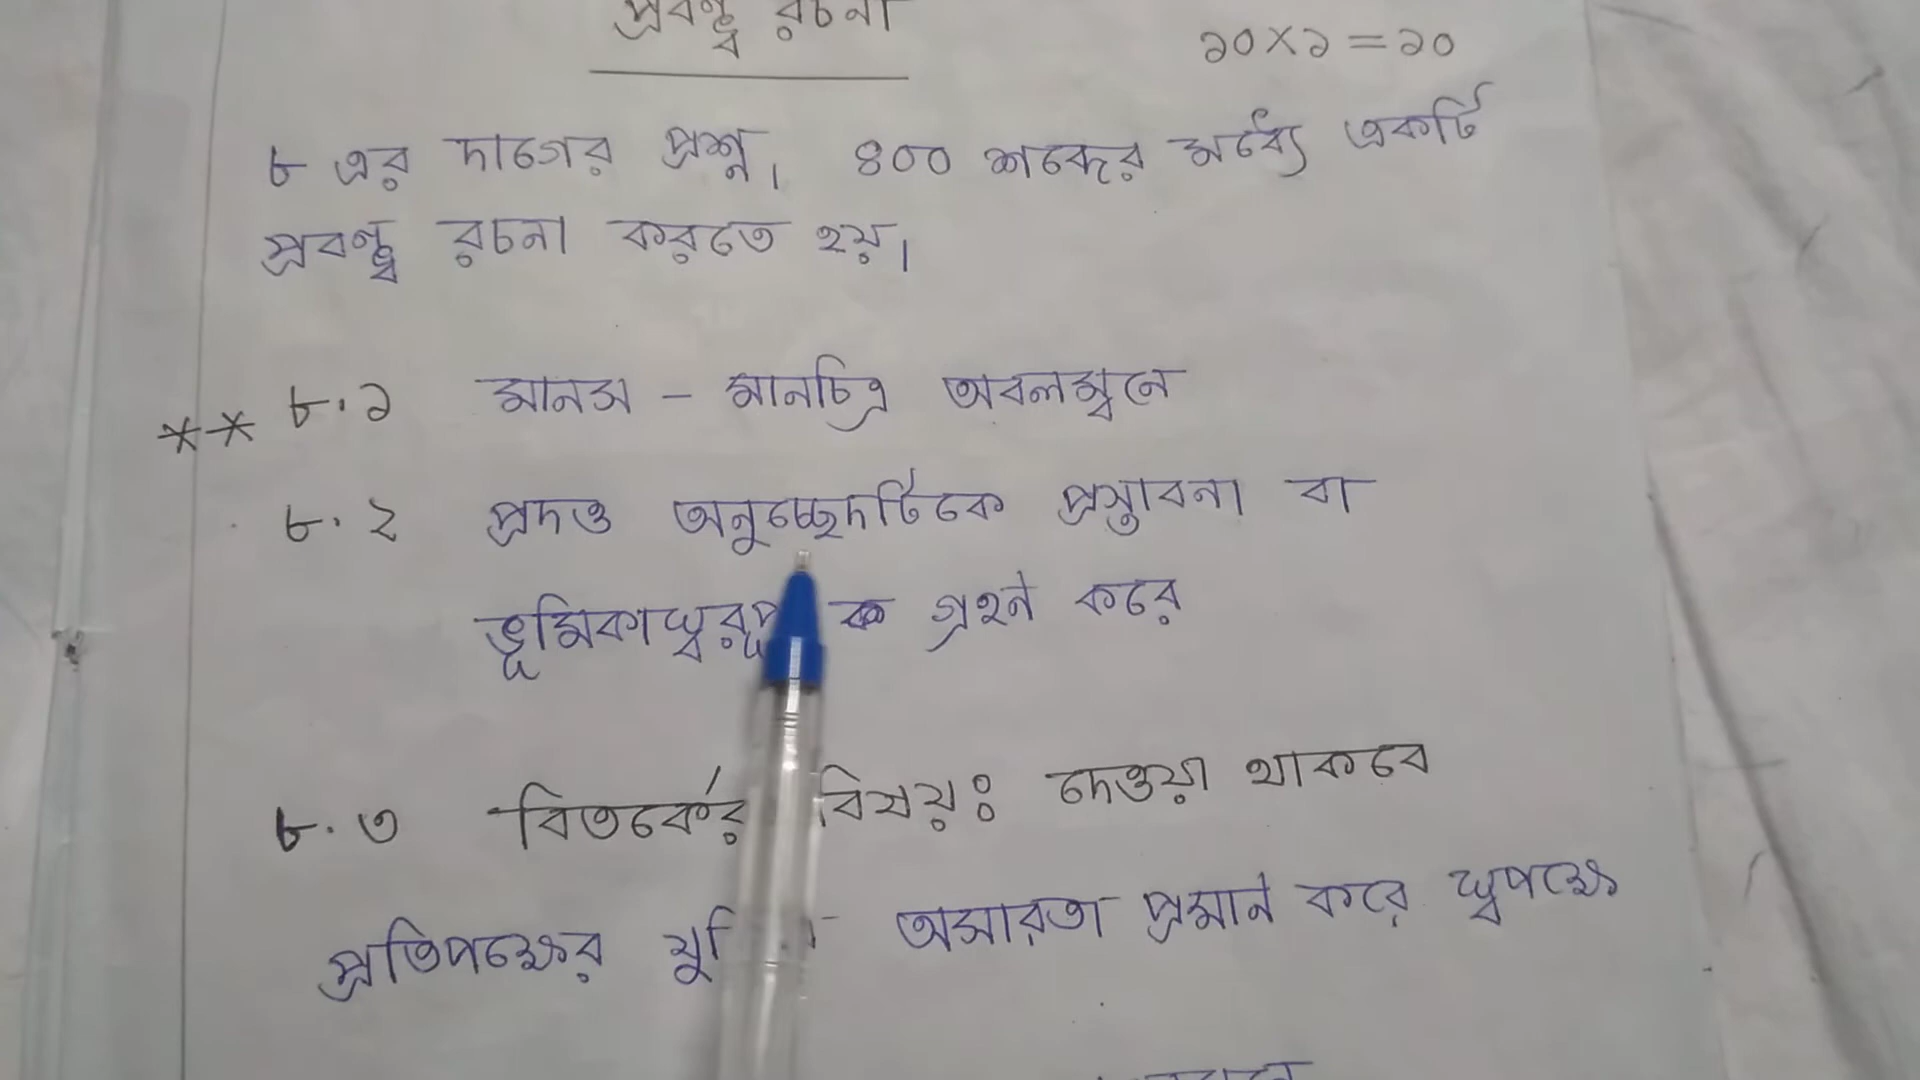 প্রবন্ধ রচনা
১০×১=১০
৮ এর দাগের প্রশ্ন। ৪০০ শব্দের মধ্যে একটি
প্রবন্ধ রচনা করতে হয়।
** ৮.১ মানস - মানচিত্র অবলম্বনে
৮.২ প্রদত্ত অনুচ্ছেদটিকে প্রস্তাবনা বা
ভূমিকাস্বরূপ গ্রহন করে
৮.৩ বিতর্কের বিষয়ঃ দেওয়া থাকবে
প্রতিপক্ষের অসারতা প্রমান করে স্বপক্ষে